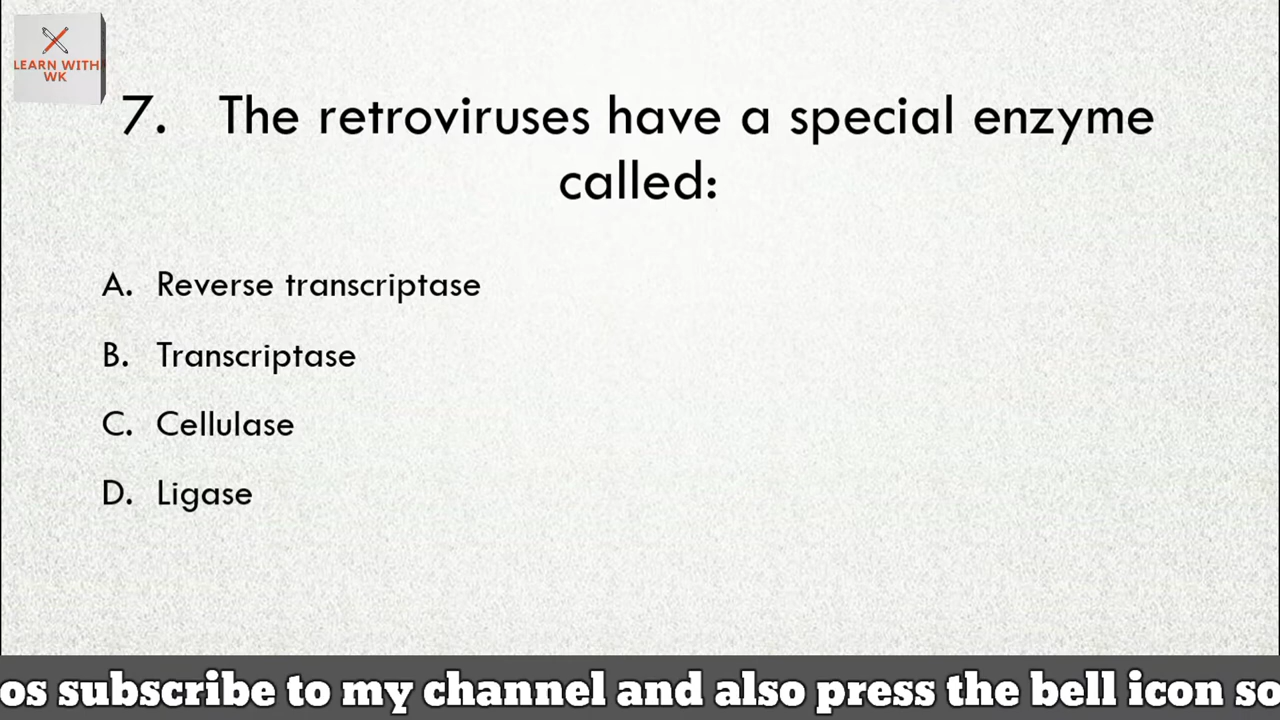 LEARN WITH
WK
7. The retroviruses have a special enzyme
called:
A. Reverse transcriptase
B. Transcriptase
C. Cellulase
D. Ligase
os subscribe to my channel and also press the bell icon so